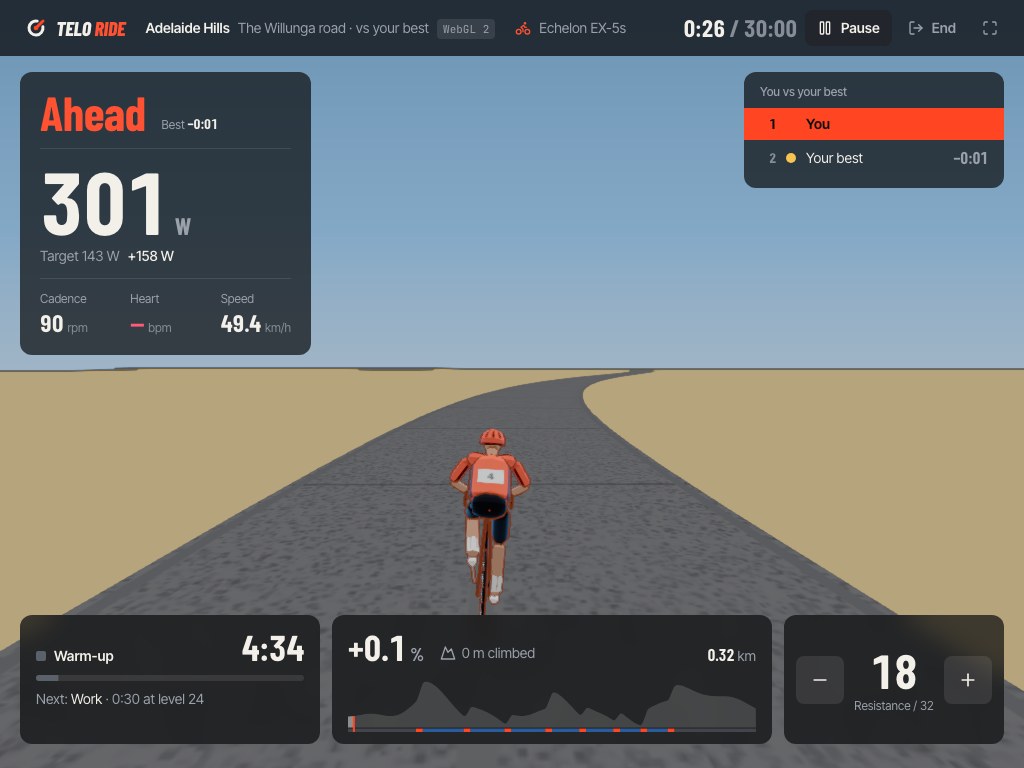 TELO RIDE Adelaide Hills The Willunga road · vs your best WebGL 2 Echelon EX-5s 0:26 / 30:00 Pause End
Ahead Best −0:01
301 W
Target 143 W +158 W
Cadence Heart Speed
90 rpm — bpm 49.4 km/h
You vs your best
1 You
2 Your best −0:01
4
Warm-up 4:34
Next: Work · 0:30 at level 24
+0.1 % 0 m climbed 0.32 km
− 18 +
Resistance / 32